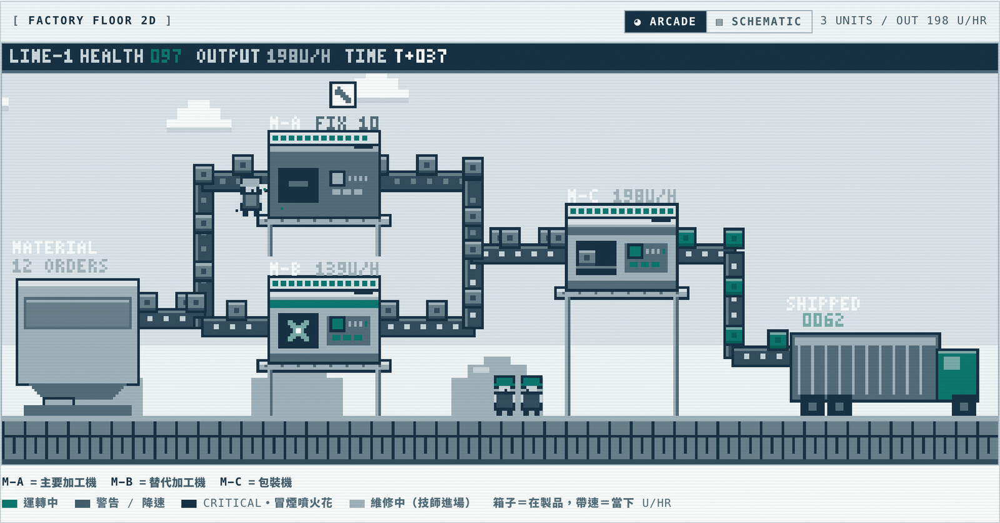 [ FACTORY FLOOR 2D ]
ARCADE
SCHEMATIC
3 UNITS / OUT 198 U/HR
LINE-1 HEALTH 097 OUTPUT 198U/H TIME T+037
M-A FIX 10
M-C 198U/H
MATERIAL
12 ORDERS
M-B 139U/H
SHIPPED
0062
M-A = 主要加工機 M-B = 替代加工機 M-C = 包裝機
運轉中 警告 / 降速 CRITICAL・冒煙噴火花 維修中（技師進場） 箱子＝在製品，帶速＝當下 U/HR